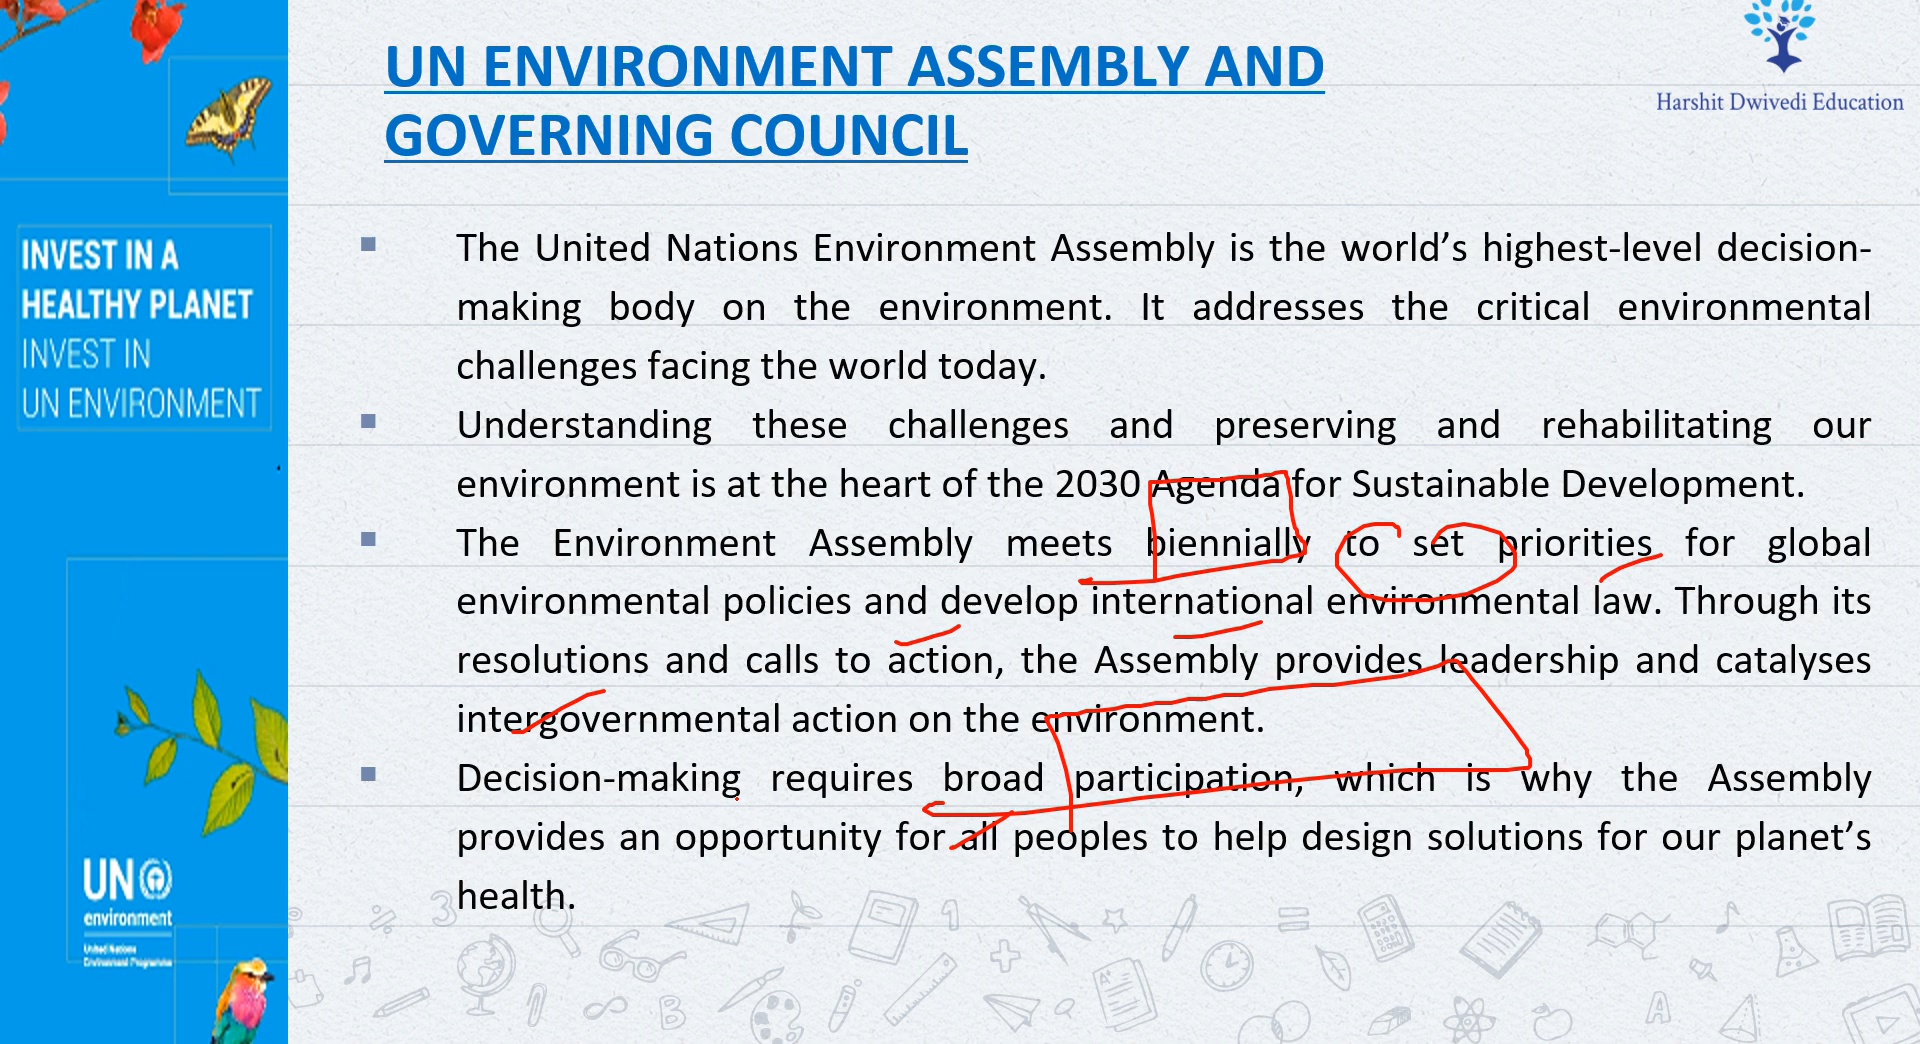 UN ENVIRONMENT ASSEMBLY AND
GOVERNING COUNCIL
Harshit Dwivedi Education
INVEST IN A
HEALTHY PLANET
INVEST IN
UN ENVIRONMENT
▪ The United Nations Environment Assembly is the world’s highest-level decision-
making body on the environment. It addresses the critical environmental
challenges facing the world today.
▪ Understanding these challenges and preserving and rehabilitating our
environment is at the heart of the 2030 Agenda for Sustainable Development.
▪ The Environment Assembly meets biennially to set priorities for global
environmental policies and develop international environmental law. Through its
resolutions and calls to action, the Assembly provides leadership and catalyses
intergovernmental action on the environment.
▪ Decision-making requires broad participation, which is why the Assembly
provides an opportunity for all peoples to help design solutions for our planet’s
health.
UN
environment
United Nations
Environment Programme